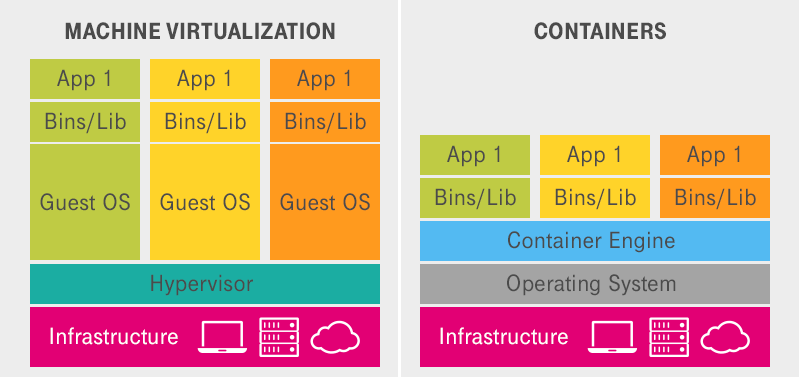 MACHINE VIRTUALIZATION
App 1 App 1 App 1
Bins/Lib Bins/Lib Bins/Lib
Guest OS Guest OS Guest OS
Hypervisor
Infrastructure
CONTAINERS
App 1 App 1 App 1
Bins/Lib Bins/Lib Bins/Lib
Container Engine
Operating System
Infrastructure